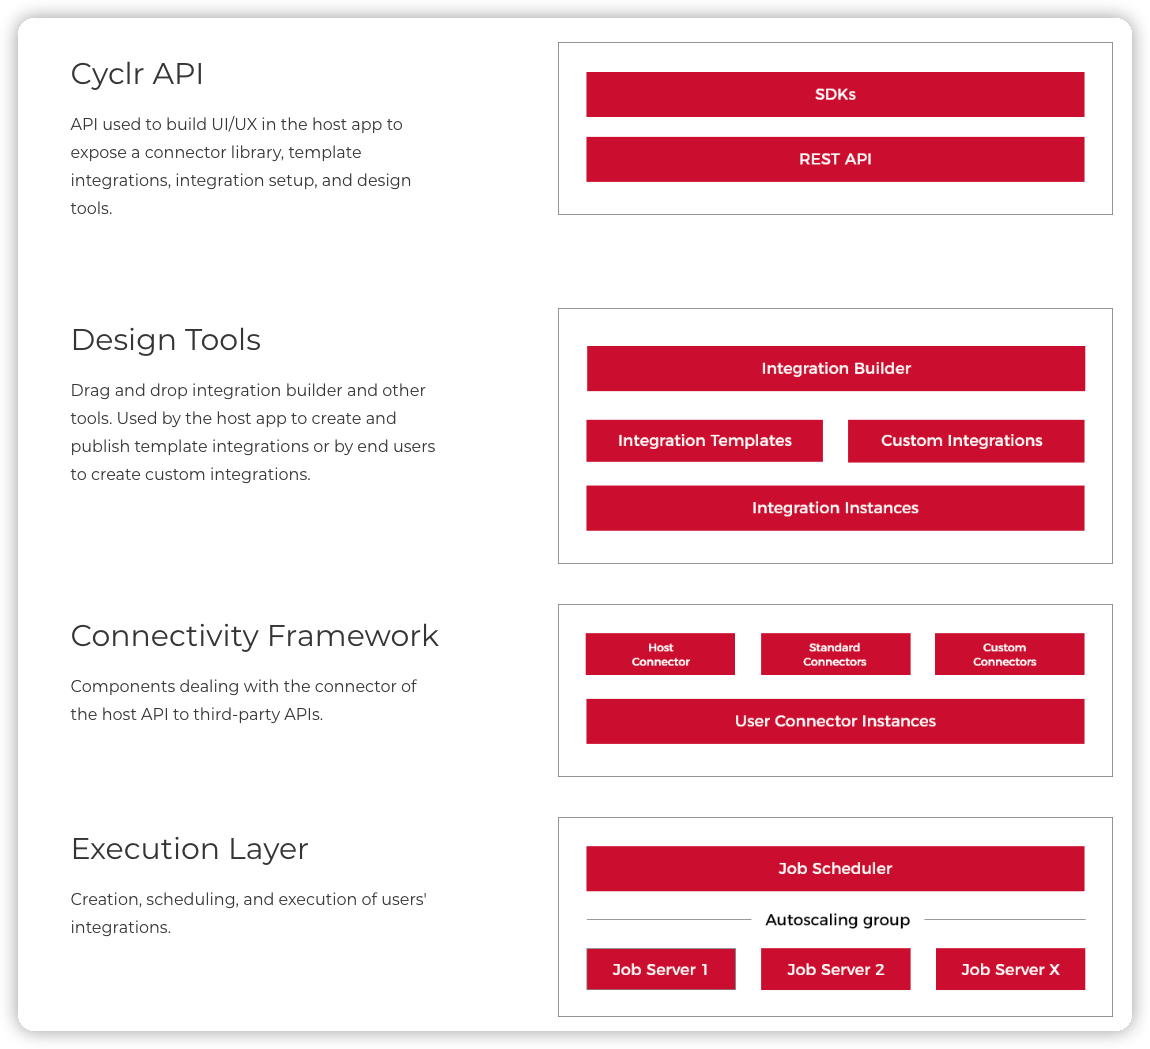 Cyclr API
API used to build UI/UX in the host app to
expose a connector library, template
integrations, integration setup, and design
tools.
SDKs
REST API
Design Tools
Drag and drop integration builder and other
tools. Used by the host app to create and
publish template integrations or by end users
to create custom integrations.
Integration Builder
Integration Templates
Custom Integrations
Integration Instances
Connectivity Framework
Components dealing with the connector of
the host API to third-party APIs.
Host
Connector
Standard
Connectors
Custom
Connectors
User Connector Instances
Execution Layer
Creation, scheduling, and execution of users'
integrations.
Job Scheduler
Autoscaling group
Job Server 1
Job Server 2
Job Server X